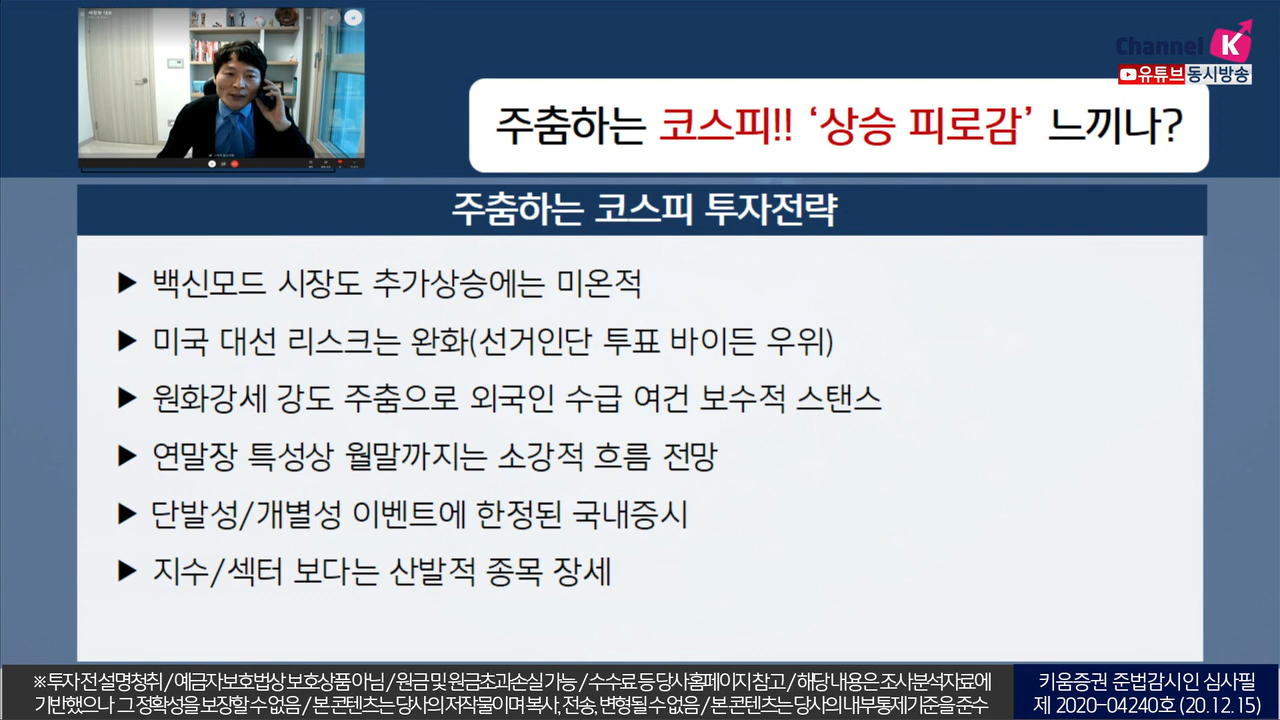 Channel K
유튜브동시방송
주춤하는 코스피!! ‘상승 피로감’ 느끼나?
주춤하는 코스피 투자전략
▶ 백신모드 시장도 추가상승에는 미온적
▶ 미국 대선 리스크는 완화(선거인단 투표 바이든 우위)
▶ 원화강세 강도 주춤으로 외국인 수급 여건 보수적 스탠스
▶ 연말장 특성상 월말까지는 소강적 흐름 전망
▶ 단발성/개별성 이벤트에 한정된 국내증시
▶ 지수/섹터 보다는 산발적 종목 장세
※ 투자 전 설명청취 / 예금자보호법상 보호상품 아님 / 원금 및 원금초과손실 가능 / 수수료 등 당사홈페이지 참고 / 해당 내용은 조사분석자료에
기반했으나 그 정확성을 보장할 수 없음 / 본 콘텐츠는 당사의 저작물이며 복사, 전송, 변형될 수 없음 / 본 콘텐츠는 당사의 내부통제기준을 준수
키움증권 준법감시인 심사필
제 2020-04240호 (20.12.15)